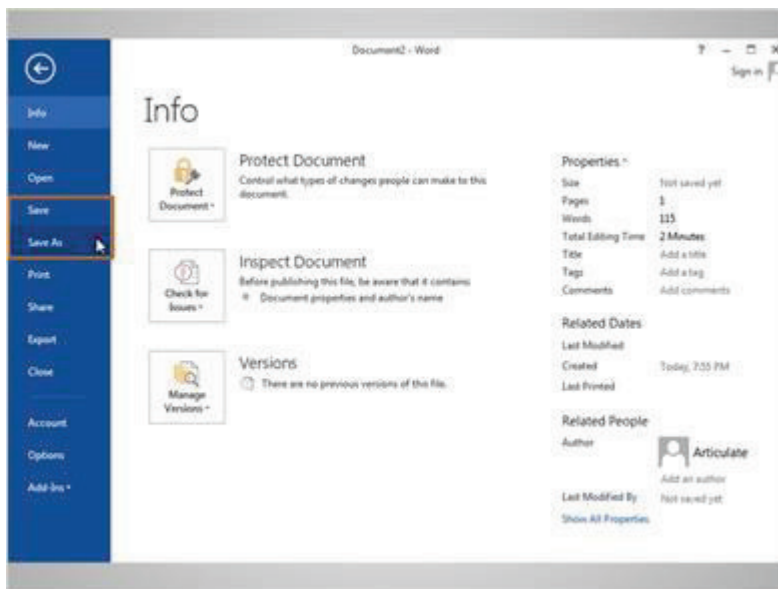 Document2 - Word
?
Sign in
Info
New
Open
Save
Save As
Print
Share
Export
Close
Account
Options
Add-Ins
Info
Protect Document
Protect Document
Control what types of changes people can make to this
document.
Check for Issues
Inspect Document
Before publishing this file, be aware that it contains:
Document properties and author's name
Manage Versions
Versions
There are no previous versions of this file.
Properties
Size Not saved yet
Pages 1
Words 115
Total Editing Time 2 Minutes
Title Add a title
Tags Add a tag
Comments Add comments
Related Dates
Last Modified
Created Today, 7:55 PM
Last Printed
Related People
Author Articulate
Add an author
Last Modified By Not saved yet
Show All Properties